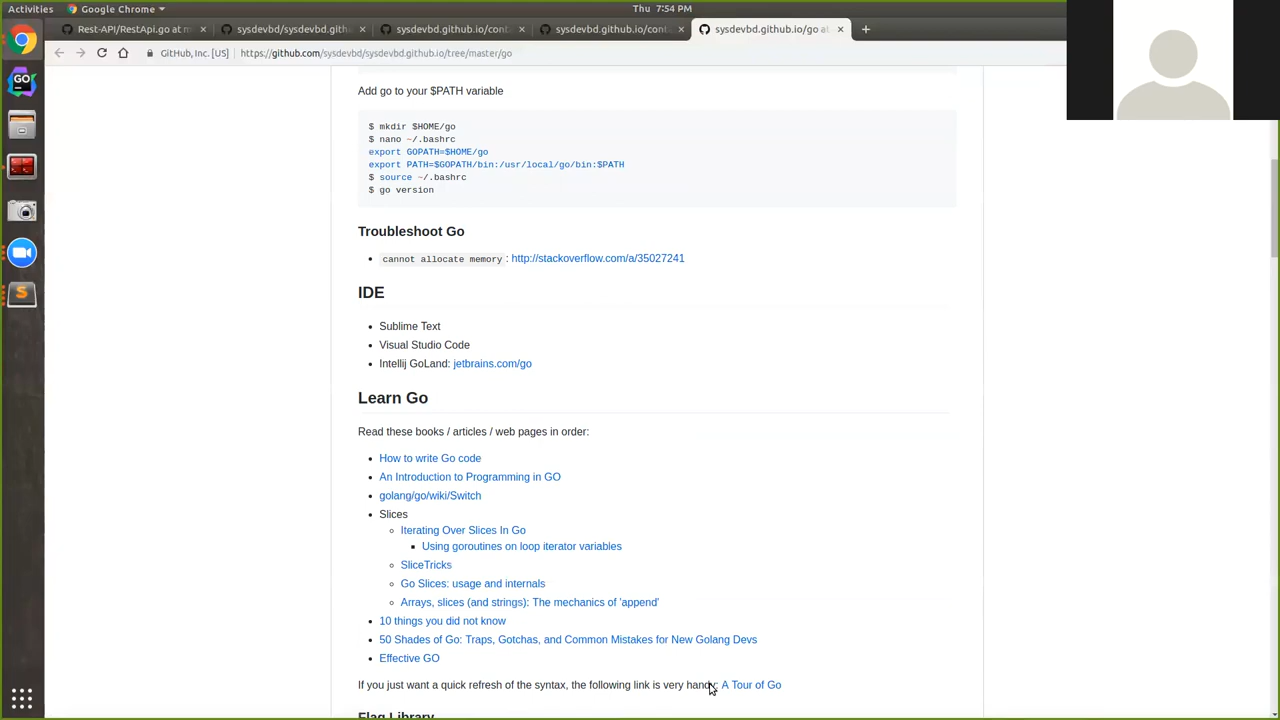 Activities
Google Chrome
Thu 7:54 PM
Rest-API/RestApi.go at m
sysdevbd/sysdevbd.gith
sysdevbd.github.io/cont
sysdevbd.github.io/cont
sysdevbd.github.io/go at
GitHub, Inc. [US]
https://github.com/sysdevbd/sysdevbd.github.io/tree/master/go
Add go to your $PATH variable
$ mkdir $HOME/go
$ nano ~/.bashrc
export GOPATH=$HOME/go
export PATH=$GOPATH/bin:/usr/local/go/bin:$PATH
$ source ~/.bashrc
$ go version
Troubleshoot Go
cannot allocate memory : http://stackoverflow.com/a/35027241
IDE
Sublime Text
Visual Studio Code
Intellij GoLand: jetbrains.com/go
Learn Go
Read these books / articles / web pages in order:
How to write Go code
An Introduction to Programming in GO
golang/go/wiki/Switch
Slices
Iterating Over Slices In Go
Using goroutines on loop iterator variables
SliceTricks
Go Slices: usage and internals
Arrays, slices (and strings): The mechanics of 'append'
10 things you did not know
50 Shades of Go: Traps, Gotchas, and Common Mistakes for New Golang Devs
Effective GO
If you just want a quick refresh of the syntax, the following link is very handy: A Tour of Go
Flag Library